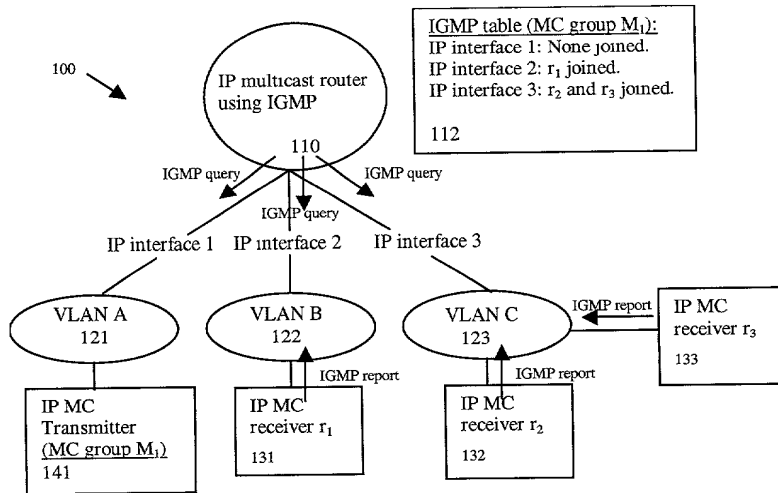 100
IP multicast router
using IGMP
110
IGMP table (MC group M₁):
IP interface 1: None joined.
IP interface 2: r₁ joined.
IP interface 3: r₂ and r₃ joined.
112
IGMP query
IGMP query
IGMP query
IP interface 1
IP interface 2
IP interface 3
VLAN A
121
VLAN B
122
VLAN C
123
IGMP report
IP MC
receiver r₃
133
IGMP report
IGMP report
IP MC
Transmitter
(MC group M₁)
141
IP MC
receiver r₁
131
IP MC
receiver r₂
132